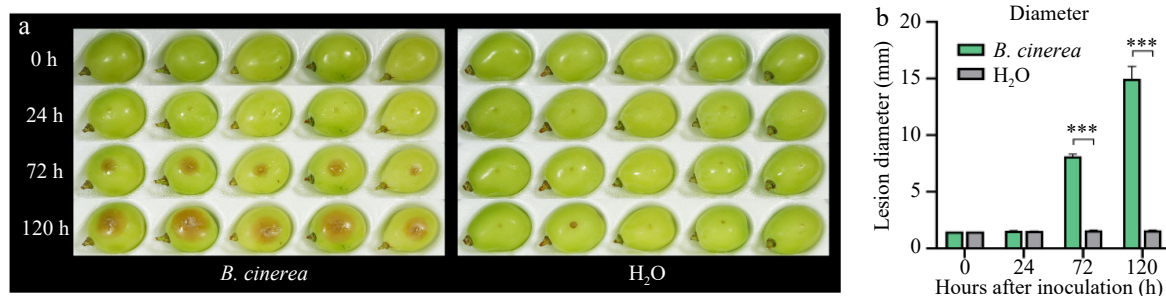 a
0 h
24 h
72 h
120 h
B. cinerea
H₂O
b
Diameter
B. cinerea
H₂O
***
***
Lesion diameter (mm)
20
15
10
5
0
0 24 72 120
Hours after inoculation (h)